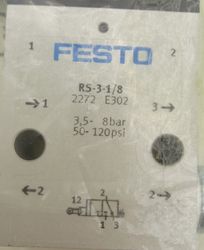 1 2
FESTO
RS-3-1/8
2272 E302
→1 3→
3,5- 8bar
50-120psi
←2 2→
2
12
1 3